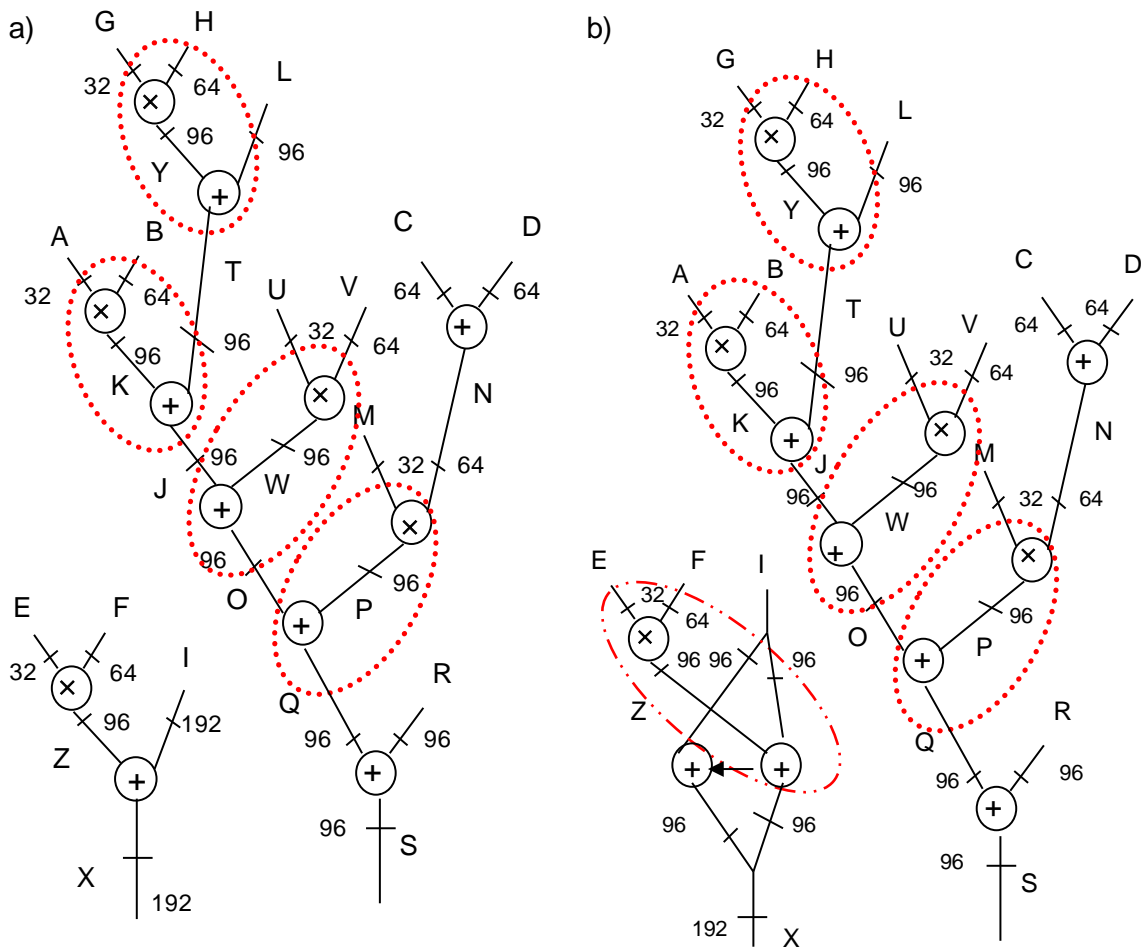 a)
G H
32 64 L
×
96 96
Y
+
A B
T
32 64
×
96 96
K
+
U V
32 64
×
C D
64 64
+
N
J 96 W 96
M 32 64
+
×
96
O 96
P
+
Q
R
96 96
+
96
S
E F
32 64 I
×
96 192
Z
+
X
192
b)
G H
32 64 L
×
96 96
Y
+
A B
T
32 64
×
96 96
K
+
U V
32 64
×
C D
64 64
+
N
J
96 W 96
M 32 64
+
×
96
O 96
P
+
Q
R
96 96
+
96
S
E F I
32 64
×
96 96 96
Z
+ +
96 96
192 X